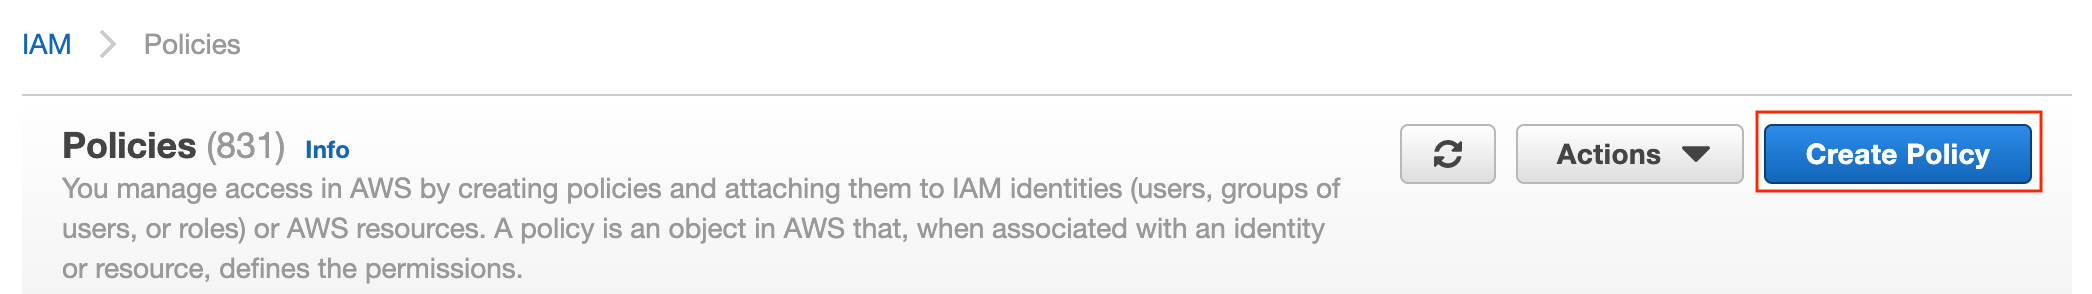 IAM Policies
Policies (831) Info
Actions
Create Policy
You manage access in AWS by creating policies and attaching them to IAM identities (users, groups of
users, or roles) or AWS resources. A policy is an object in AWS that, when associated with an identity
or resource, defines the permissions.